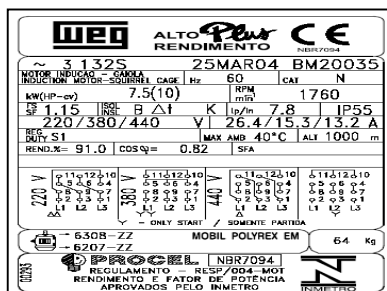 WEG ALTO Plus RENDIMENTO CE NBR7094
~ 3 132S 25MAR04 BM20035
MOTOR INDUCAO - GAIOLA
INDUCTION MOTOR-SQUIRREL CAGE Hz 60 CAT N
kW(HP-cv) 7.5(10) RPM min 1760
FS SF 1.15 ISOL INS B Δt K Ip/In 7.8 IP55
220/380/440 V 26.4/15.3/13.2 A
REG DUTY S1 MAX AMB 40°C ALT 1000 m
REND.%= 91.0 COS φ= 0.82 SFA
220 V 380 V 440 V
L1 L2 L3 L1 L2 L3 L1 L2 L3 L1 L2 L3
Y - ONLY START / SOMENTE PARTIDA
6308-ZZ
6207-ZZ
MOBIL POLYREX EM
64 Kg
PROCEL NBR7094
REGULAMENTO - RESP/004-MOT
RENDIMENTO E FATOR DE POTÊNCIA
APROVADOS PELO INMETRO
INMETRO